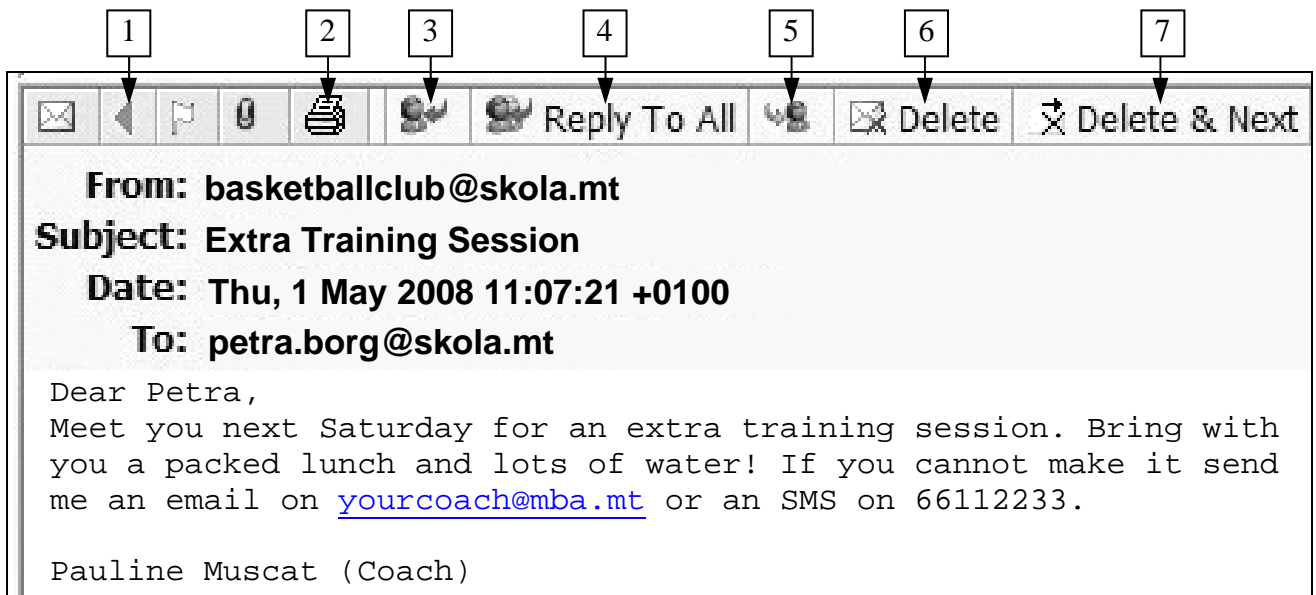 1 2 3 4 5 6 7
Reply To All Delete Delete & Next
From: basketballclub@skola.mt
Subject: Extra Training Session
Date: Thu, 1 May 2008 11:07:21 +0100
To: petra.borg@skola.mt
Dear Petra,
Meet you next Saturday for an extra training session. Bring with
you a packed lunch and lots of water! If you cannot make it send
me an email on yourcoach@mba.mt or an SMS on 66112233.
Pauline Muscat (Coach)